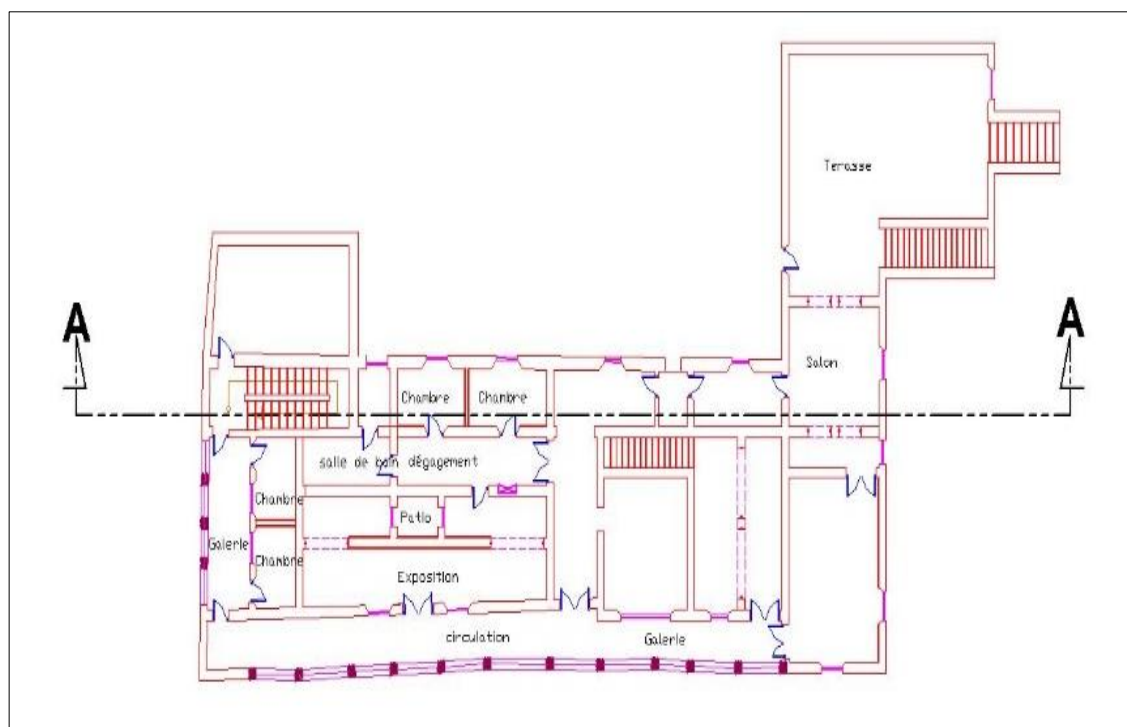 Terasse
A
A
Salon
Chambre
Chambre
salle de bain dégagement
Chambre
Patio
Galerie
Chambre
Exposition
circulation
Galerie